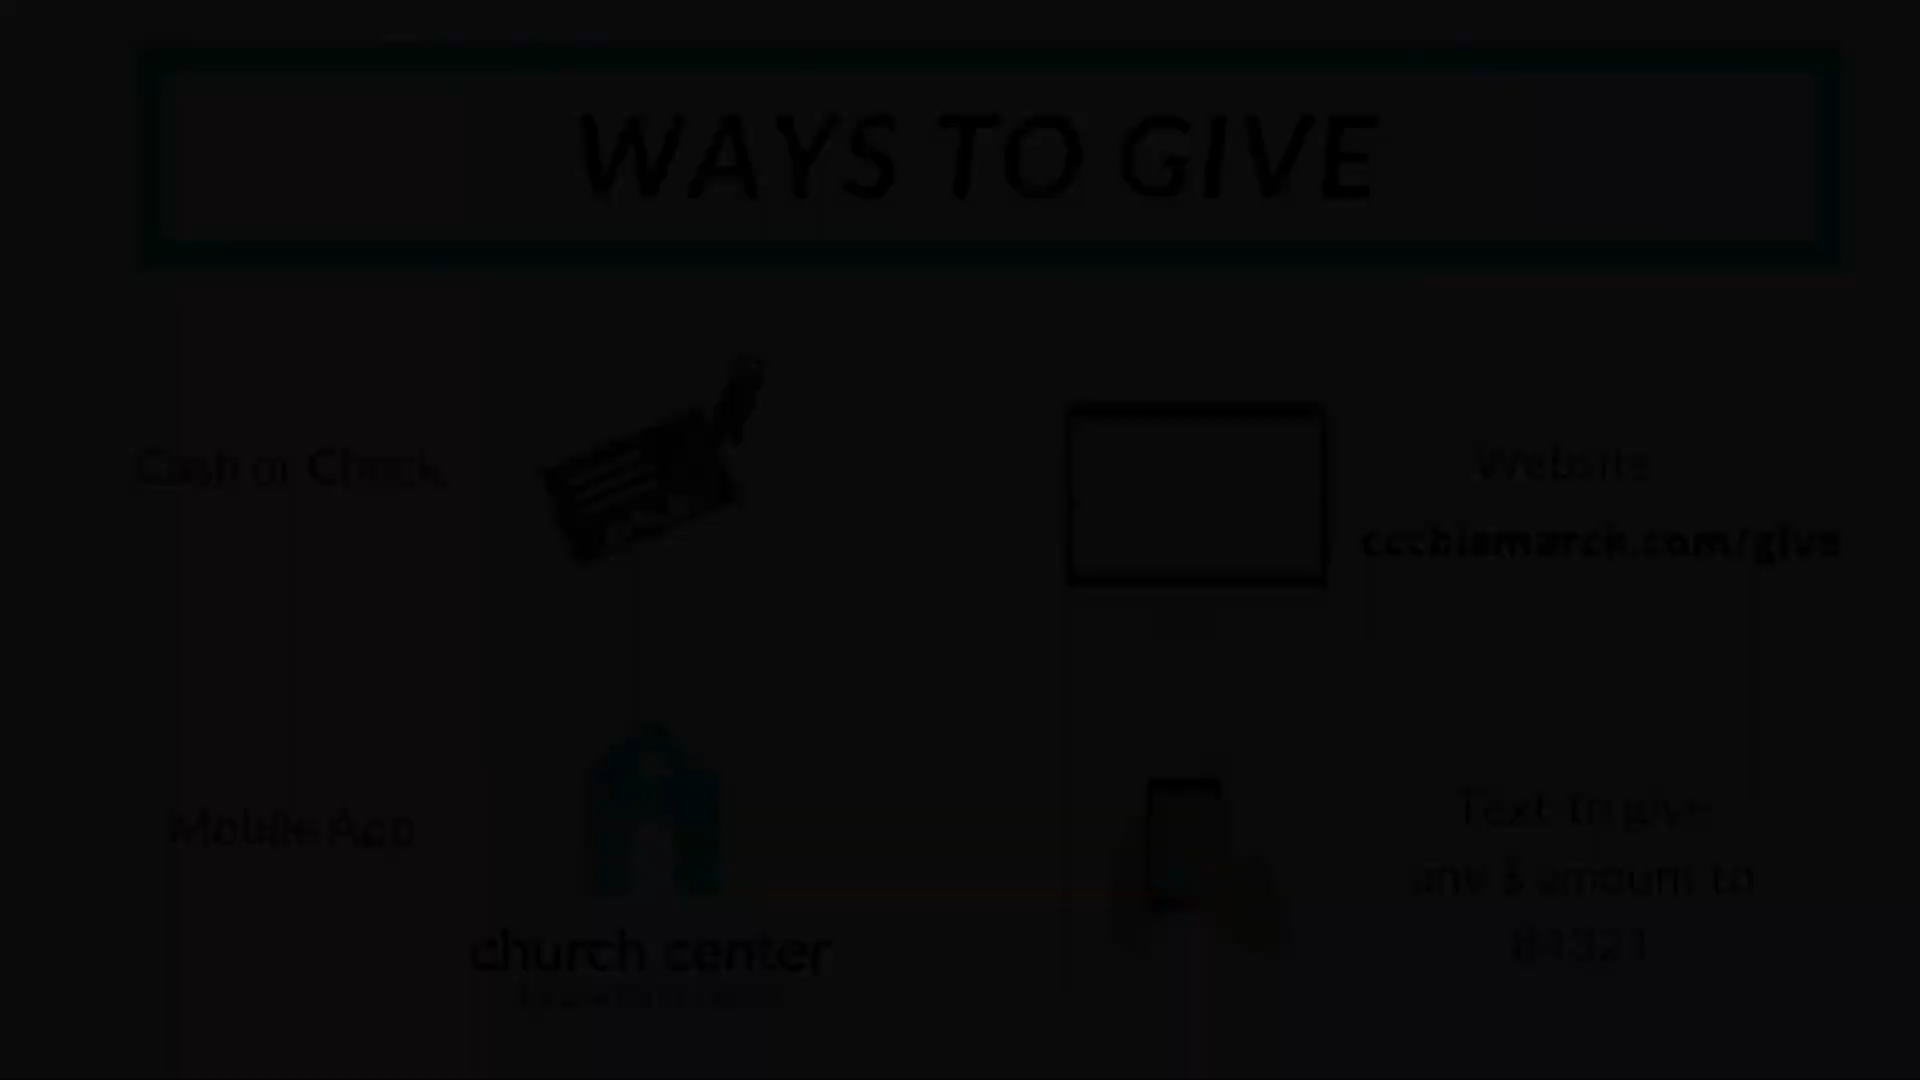 WAYS TO GIVE
Cash or Check
Website
cccbismarck.com/give
Mobile App
church center
Text to give
any $ amount to
84321